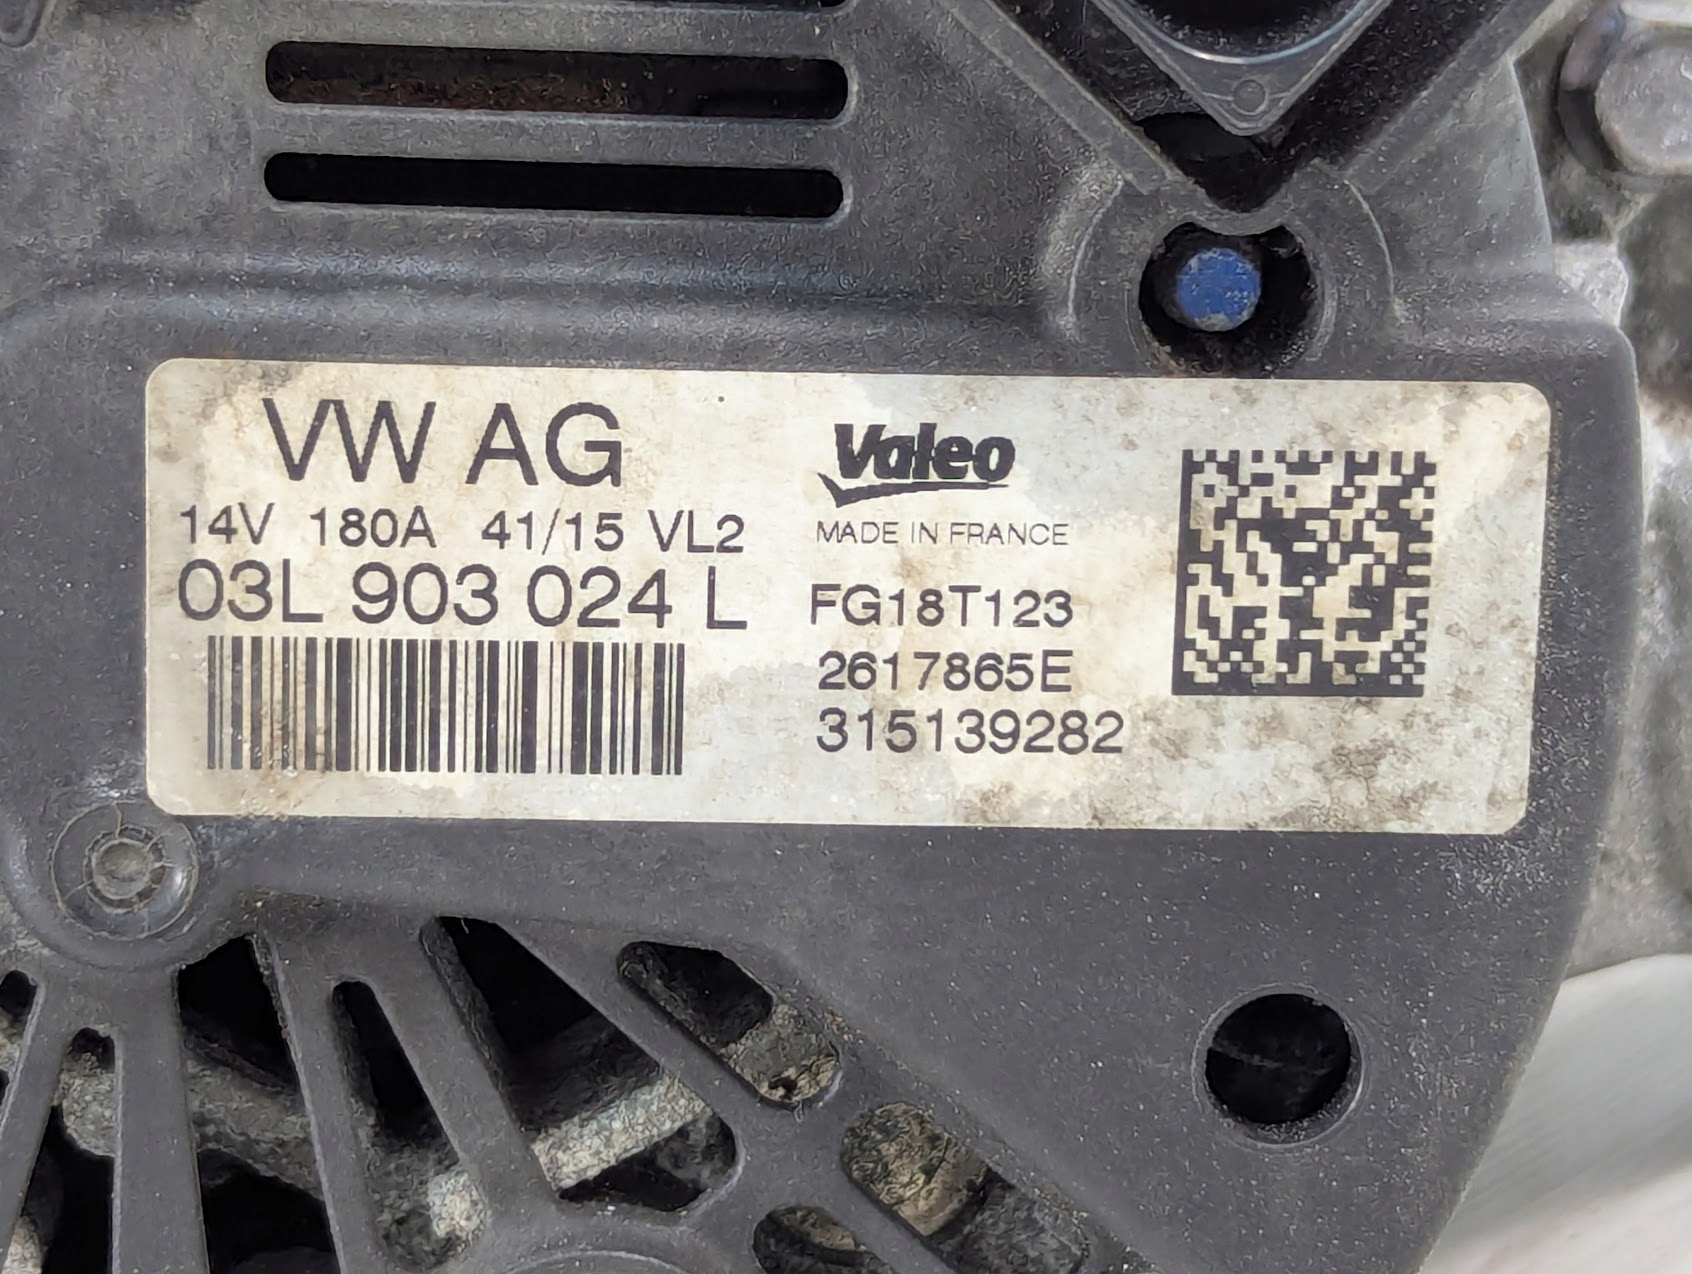 VW AG
14V 180A 41/15 VL2
03L 903 024 L
Valeo
MADE IN FRANCE
FG18T123
2617865E
315139282